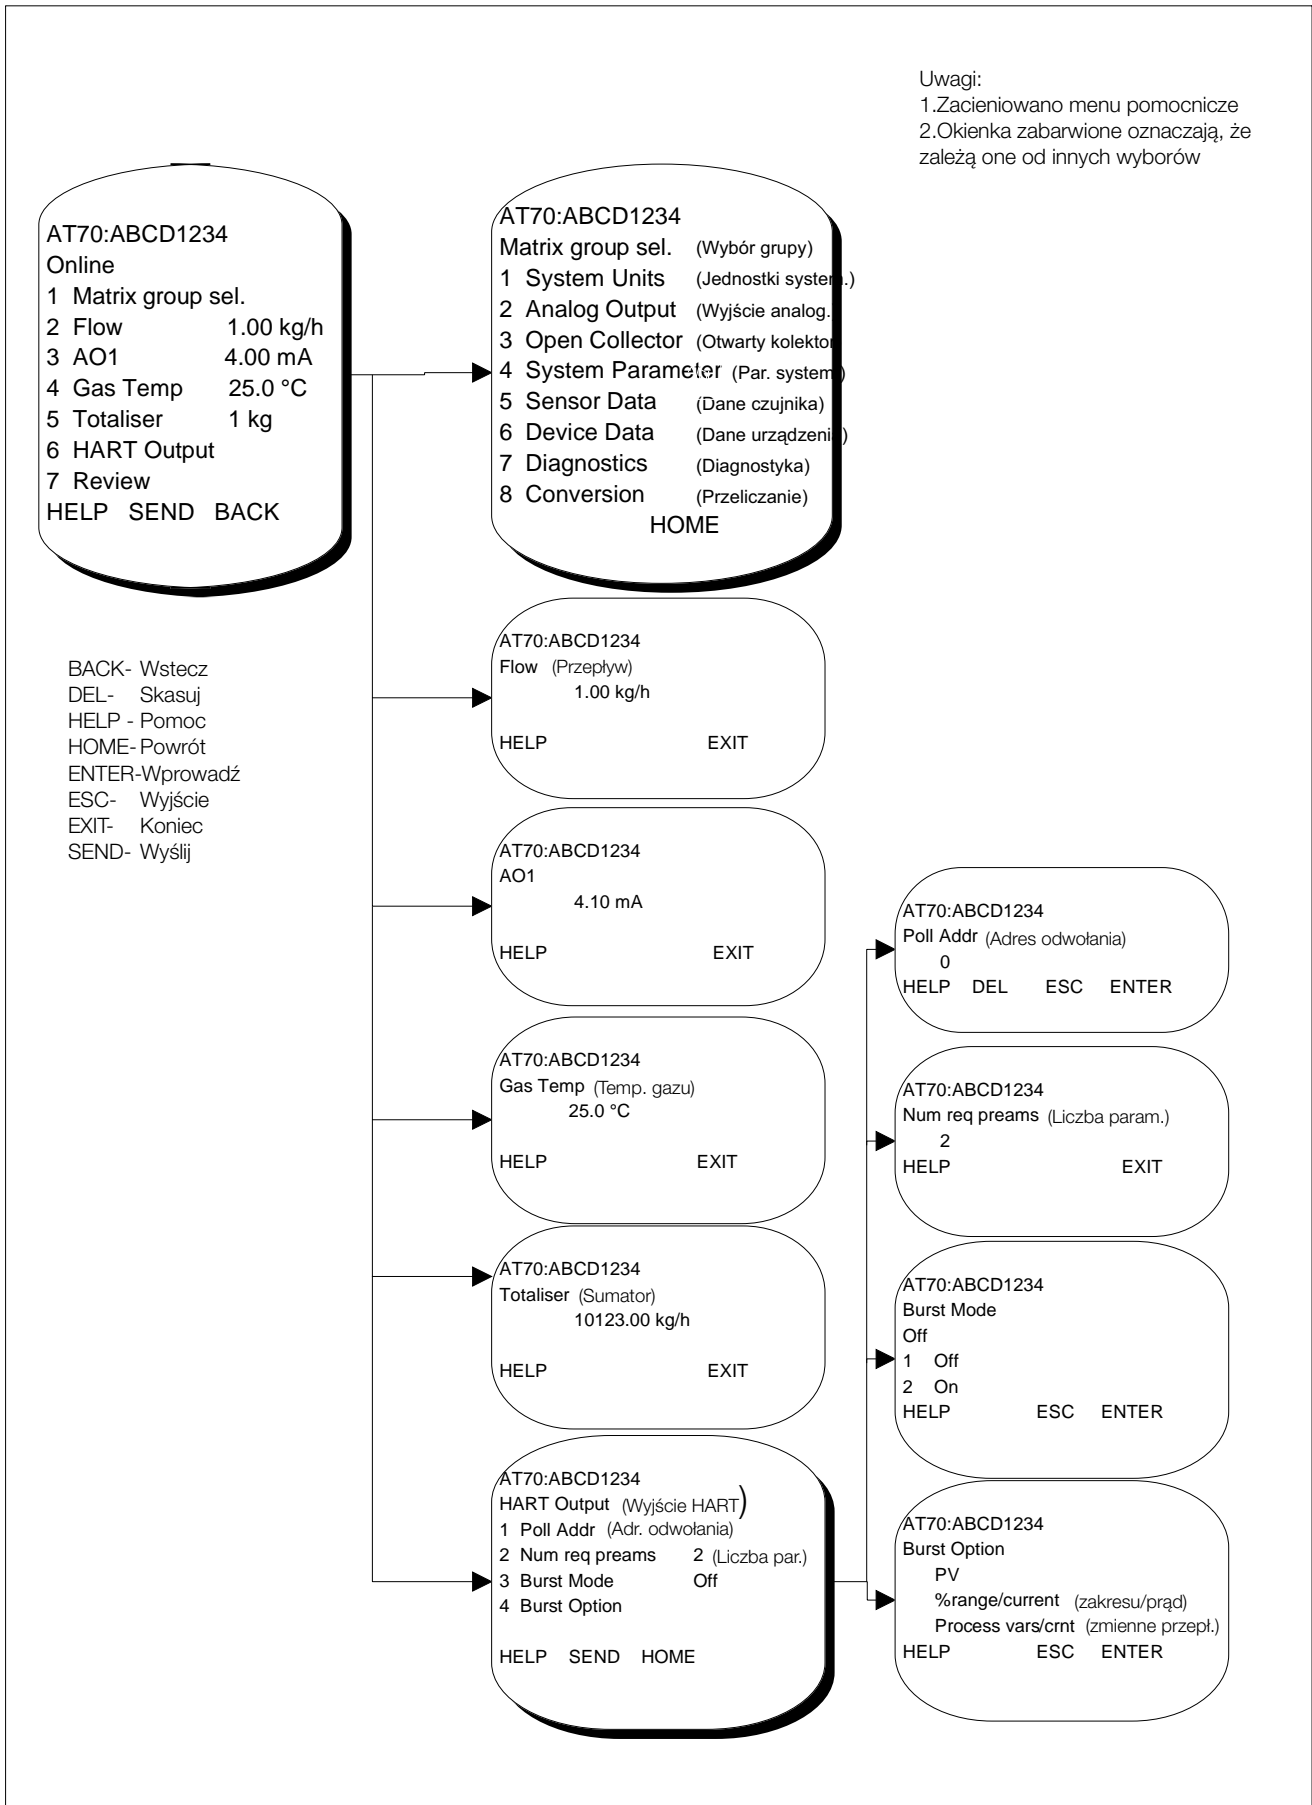 Uwagi:
1.Zacieniowano menu pomocnicze
2.Okienka zabarwione oznaczają, że
zależą one od innych wyborów
AT70:ABCD1234
Online
1 Matrix group sel.
2 Flow 1.00 kg/h
3 AO1 4.00 mA
4 Gas Temp 25.0 °C
5 Totaliser 1 kg
6 HART Output
7 Review
HELP SEND BACK
AT70:ABCD1234
Matrix group sel. (Wybór grupy)
1 System Units (Jednostki system.)
2 Analog Output (Wyjście analog.
3 Open Collector (Otwarty kolektor
4 System Parameter (Par. system.)
5 Sensor Data (Dane czujnika)
6 Device Data (Dane urządzenia)
7 Diagnostics (Diagnostyka)
8 Conversion (Przeliczanie)
HOME
BACK- Wstecz
DEL- Skasuj
HELP - Pomoc
HOME- Powrót
ENTER-Wprowadź
ESC- Wyjście
EXIT- Koniec
SEND- Wyślij
AT70:ABCD1234
Flow (Przepływ)
1.00 kg/h
HELP EXIT
AT70:ABCD1234
AO1
4.10 mA
HELP EXIT
AT70:ABCD1234
Gas Temp (Temp. gazu)
25.0 °C
HELP EXIT
AT70:ABCD1234
Totaliser (Sumator)
10123.00 kg/h
HELP EXIT
AT70:ABCD1234
HART Output (Wyjście HART)
1 Poll Addr (Adr. odwołania)
2 Num req preams 2 (Liczba par.)
3 Burst Mode Off
4 Burst Option
HELP SEND HOME
AT70:ABCD1234
Poll Addr (Adres odwołania)
0
HELP DEL ESC ENTER
AT70:ABCD1234
Num req preams (Liczba param.)
2
HELP EXIT
AT70:ABCD1234
Burst Mode
Off
1 Off
2 On
HELP ESC ENTER
AT70:ABCD1234
Burst Option
PV
%range/current (zakresu/prąd)
Process vars/crnt (zmienne przepł.)
HELP ESC ENTER